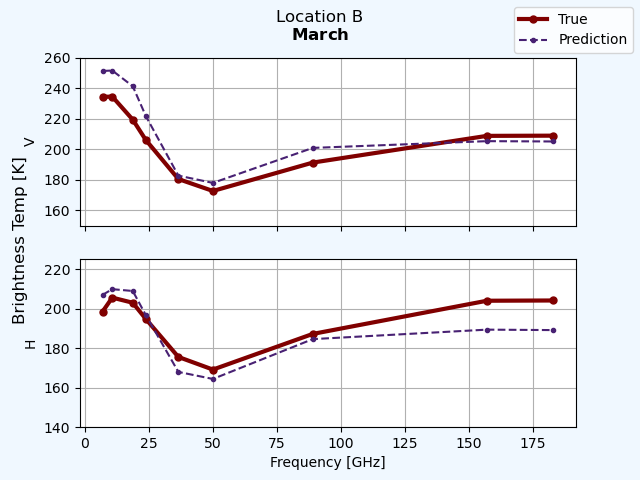 Location B
March
True
Prediction
260
240
220
200
180
160
V
Brightness Temp [K]
220
200
180
160
140
H
0 25 50 75 100 125 150 175
Frequency [GHz]